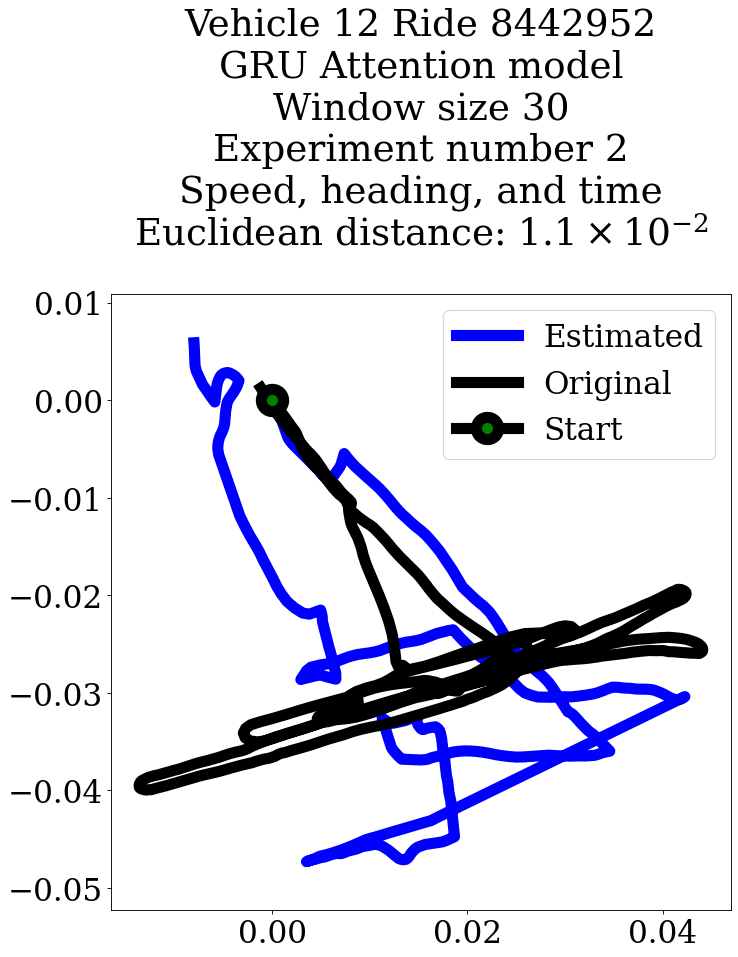 Vehicle 12 Ride 8442952
GRU Attention model
Window size 30
Experiment number 2
Speed, heading, and time
Euclidean distance: 1.1 × 10⁻²
Estimated
Original
Start
0.01
0.00
−0.01
−0.02
−0.03
−0.04
−0.05
0.00 0.02 0.04